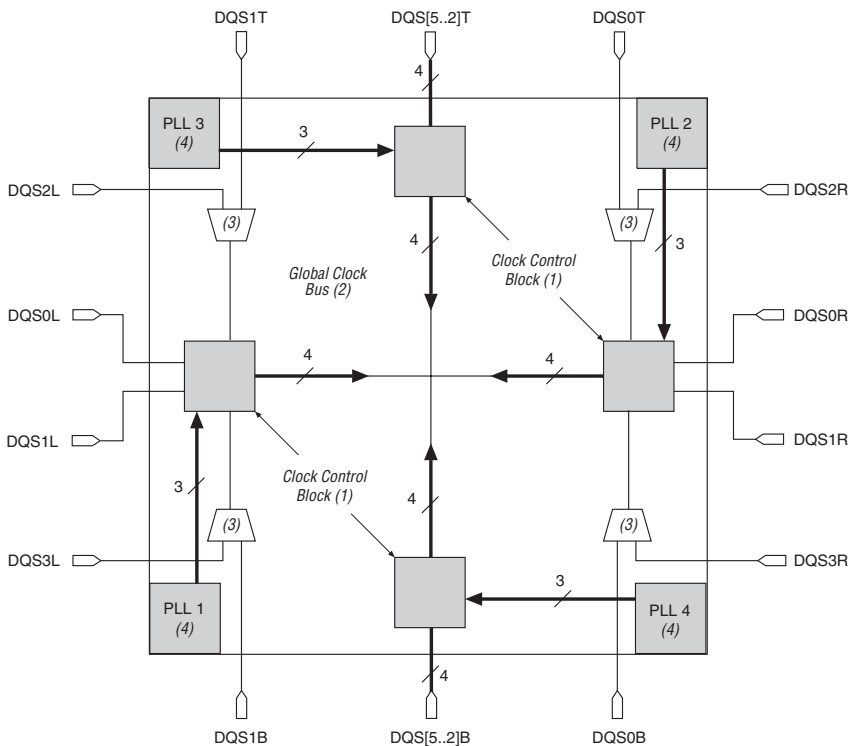 DQS1T
DQS[5..2]T
DQS0T
4
PLL 3
(4)
3
PLL 2
(4)
DQS2L
(3)
4
(3)
3
DQS2R
Global Clock
Bus (2)
Clock Control
Block (1)
DQS0L
DQS0R
4
4
DQS1L
DQS1R
3
Clock Control
Block (1)
4
(3)
(3)
DQS3L
DQS3R
PLL 1
(4)
3
PLL 4
(4)
4
DQS1B
DQS[5..2]B
DQS0B